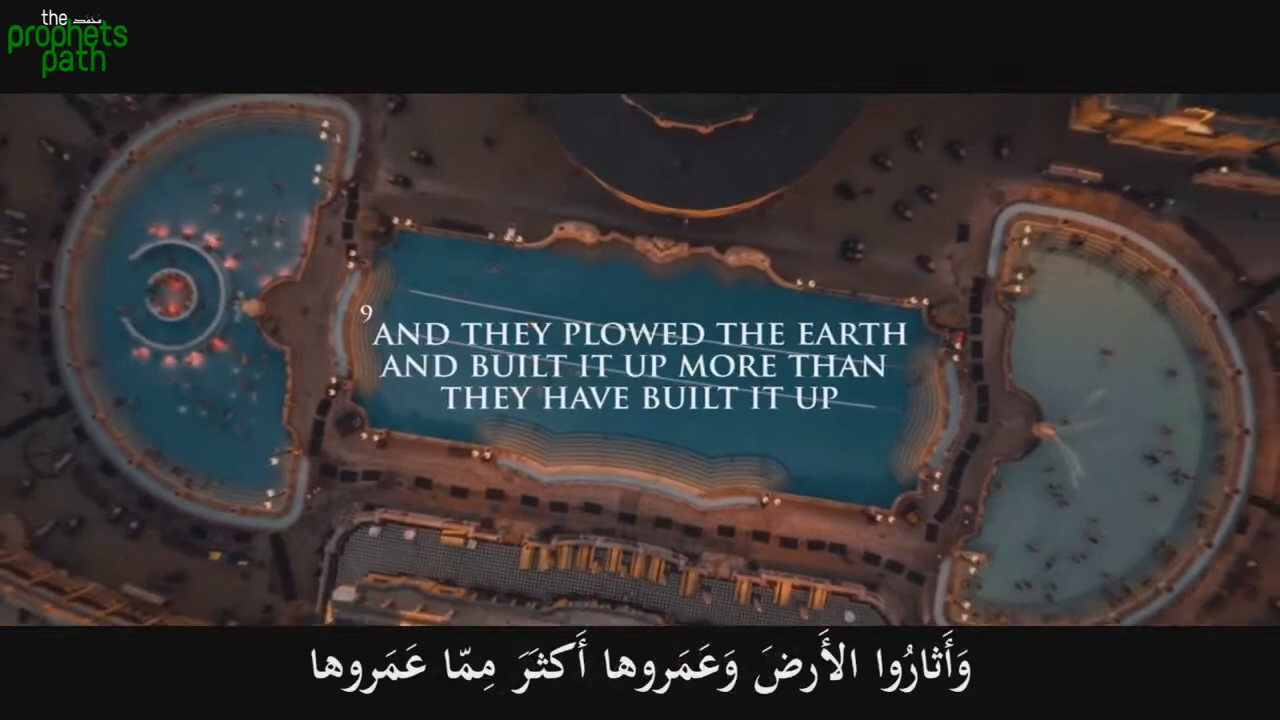 the محمد
prophets
path
9
AND THEY PLOWED THE EARTH
AND BUILT IT UP MORE THAN
THEY HAVE BUILT IT UP
وَأَثارُوا الأَرضَ وَعَمَروها أَكثَرَ مِمّا عَمَروها